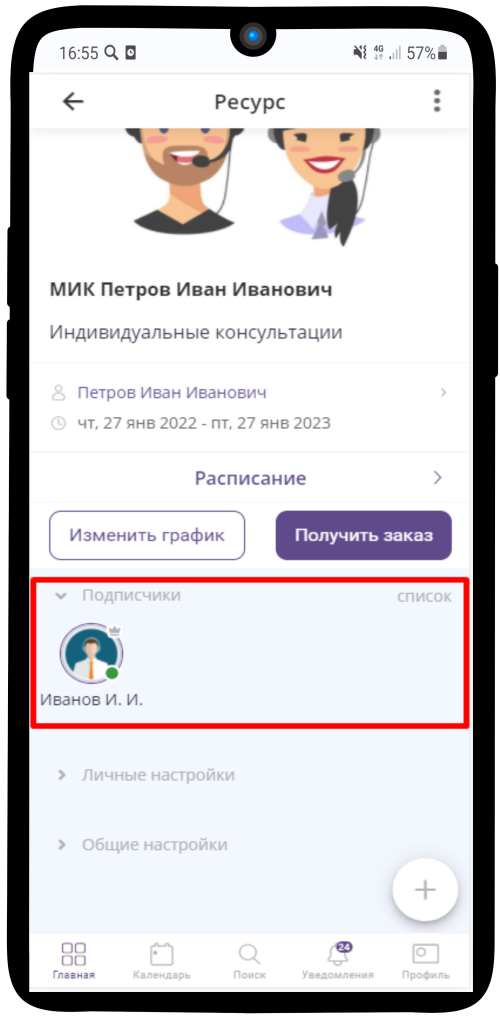 16:55
4G
57%
Ресурс
МИК Петров Иван Иванович
Индивидуальные консультации
Петров Иван Иванович
чт, 27 янв 2022 - пт, 27 янв 2023
Расписание
Изменить график
Получить заказ
Подписчики
список
Иванов И. И.
Личные настройки
Общие настройки
24
Главная
Календарь
Поиск
Уведомления
Профиль